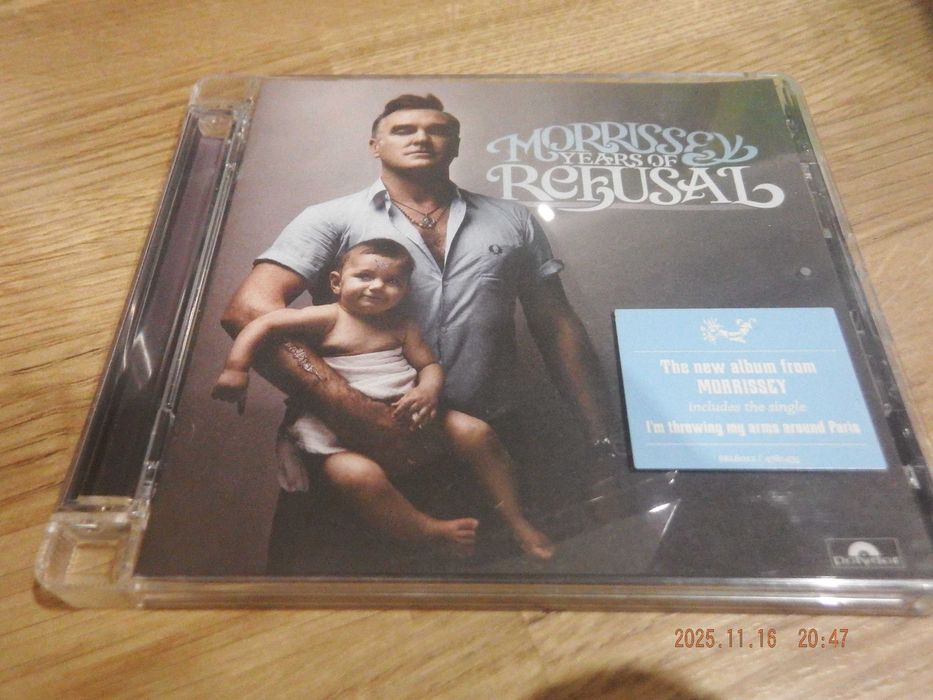 MORRISSEY
YEARS OF
REFUSAL
The new album from
MORRISSEY
includes the single
I'm throwing my arms around Paris
polydor
2025.11.16 20:47